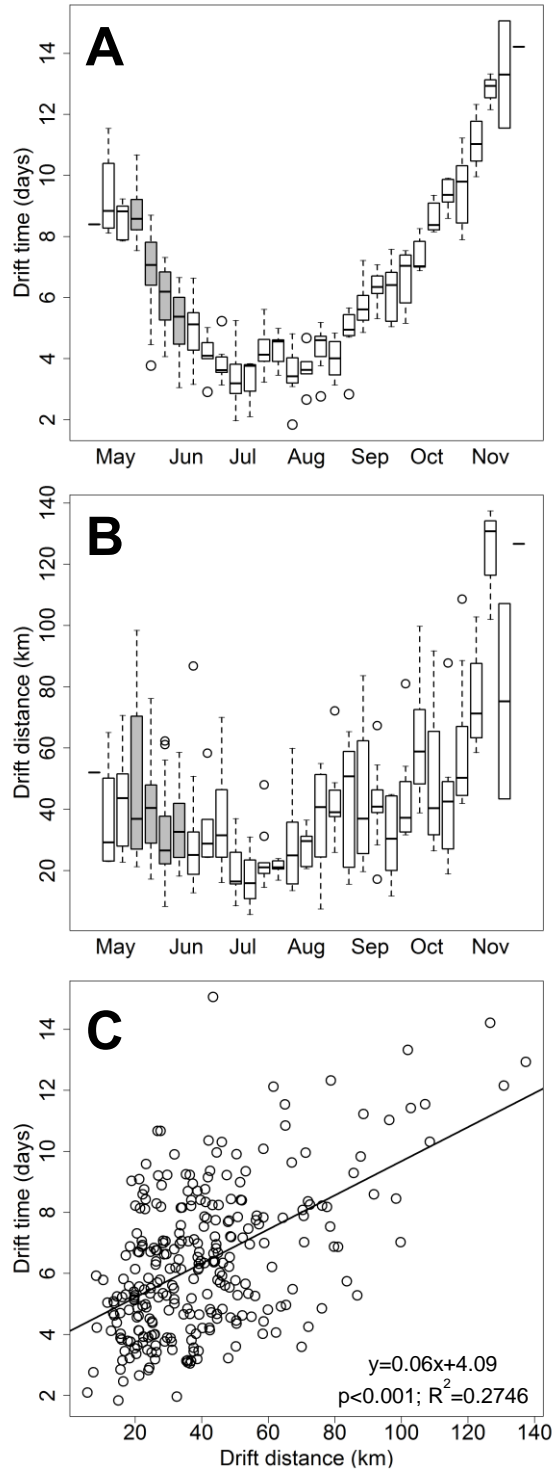 A
Drift time (days)
14
12
10
8
6
4
2
May Jun Jul Aug Sep Oct Nov
B
Drift distance (km)
140
120
100
80
60
40
20
May Jun Jul Aug Sep Oct Nov
C
Drift time (days)
14
12
10
8
6
4
2
y=0.06x+4.09
p<0.001; R²=0.2746
20 40 60 80 100 120 140
Drift distance (km)